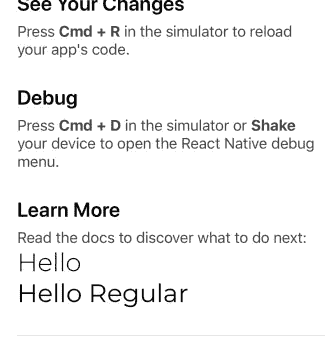 See Your Changes
Press Cmd + R in the simulator to reload
your app's code.
Debug
Press Cmd + D in the simulator or Shake
your device to open the React Native debug
menu.
Learn More
Read the docs to discover what to do next:
Hello
Hello Regular